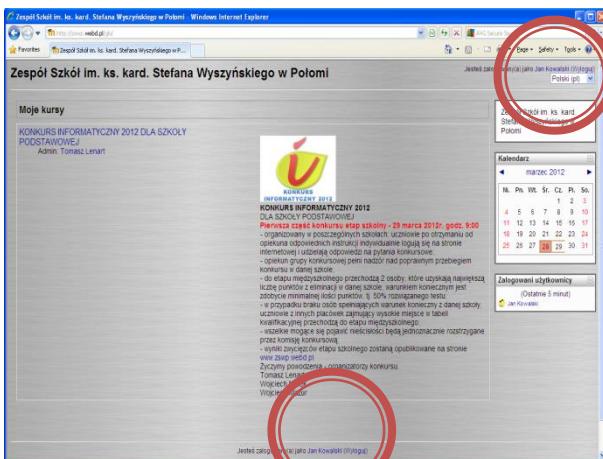 Zespół Szkół im. ks. kard. Stefana Wyszyńskiego w Połomi - Windows Internet Explorer
webd.pl
Favorites
Zespół Szkół im. ks. kard. Stefana Wyszyńskiego w P...
Page Safety Tools
Zespół Szkół im. ks. kard. Stefana Wyszyńskiego w Połomi
Jesteś jako Jan Kowalski (Wyloguj)
Polski (pl)
Moje kursy
KONKURS INFORMATYCZNY 2012 DLA SZKOŁY
PODSTAWOWEJ
Admin: Tomasz Lenart
KONKURS
INFORMATYCZNY 2012
KONKURS INFORMATYCZNY 2012
DLA SZKOŁY PODSTAWOWEJ
Pierwsza część konkursu etap szkolny - 29 marca 2012r. godz. 9:00
- organizowany w poszczególnych szkołach: uczniowie po otrzymaniu od
opiekuna odpowiednich instrukcji indywidualnie logują się na stronie
internetowej i udzielają odpowiedzi na pytania konkursowe;
- opiekun grupy konkursowej pełni nadzór nad poprawnym przebiegiem
konkursu w danej szkole.
- do etapu międzyszkolnego przechodzą 2 osoby, które uzyskają największą
liczbę punktów z eliminacji w danej szkole, warunkiem koniecznym jest
zdobycie minimalnej ilości punktów, tj. 50% rozwiązanego testu
- w przypadku braku osób spełniających warunek konieczny z danej szkoły,
uczniowie z innych placówek zajmujący wysokie miejsce w tabeli
kwalifikacyjnej przechodzą do etapu międzyszkolnego.
- wszelkie mogące się pojawić nieścisłości będą jednoznacznie rozstrzygane
przez komisję konkursową.
- wyniki zwycięzców etapu szkolnego zostaną opublikowane na stronie
www.zswp.webd.pl
Życzymy powodzenia - organizatorzy konkursu
Tomasz Lenart
Wojciech
Wojciech
Zespół Szkół im. ks. kard.
Stefana Wyszyńskiego w
Połomi
Kalendarz
marzec 2012
N. Pn. Wt. Śr. Cz. Pt. So.
1 2 3
4 5 6 7 8 9 10
11 12 13 14 15 16 17
18 19 20 21 22 23 24
25 26 27 28 29 30 31
Zalogowani użytkownicy
(Ostatnie 5 minut)
Jan Kowalski
Jesteś jako Jan Kowalski (Wyloguj)